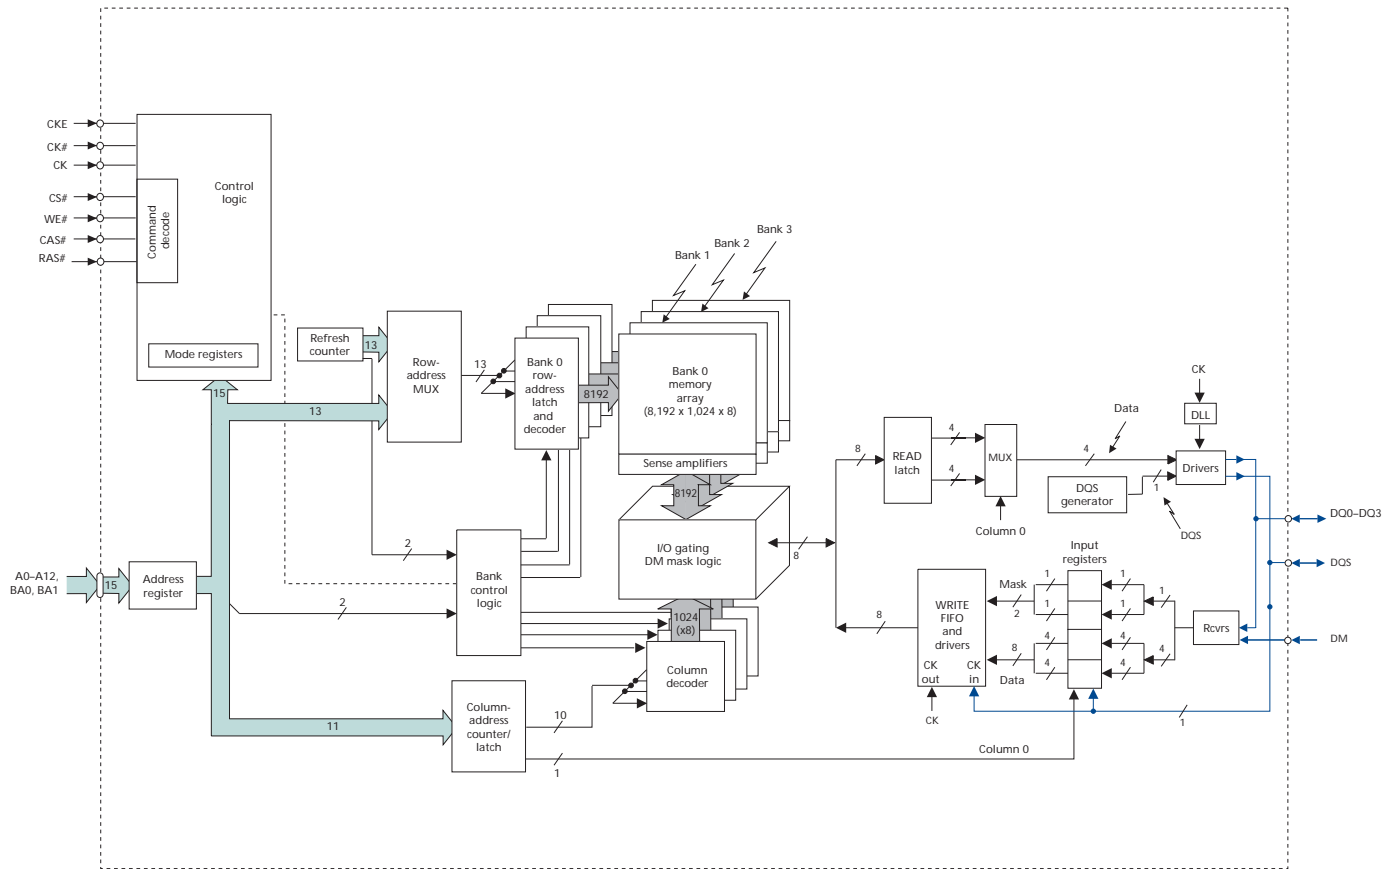 CKE
CK#
CK
CS#
WE#
CAS#
RAS#
Command
decode
Control
logic
Mode registers
Bank 3
Bank 2
Bank 1
Refresh
counter
13
Row-
address
MUX
13
Bank 0
row-
address
latch
and
decoder
8192
Bank 0
memory
array
(8,192 x 1,024 x 8)
Sense amplifiers
8192
15
13
I/O gating
DM mask logic
8
2
Bank
control
logic
2
A0–A12,
BA0, BA1
15
Address
register
1024
(x8)
Column
decoder
11
Column-
address
counter/
latch
10
1
Column 0
8
READ
latch
4
4
MUX
Column 0
Data
4
CK
DLL
Drivers
DQS
generator
1
DQS
DQ0–DQ3
DQS
DM
Input
registers
8
WRITE
FIFO
and
drivers
CK
out
CK
in
CK
Mask
2
8
Data
1
1
4
4
1
1
4
4
1
4
Rcvrs
1